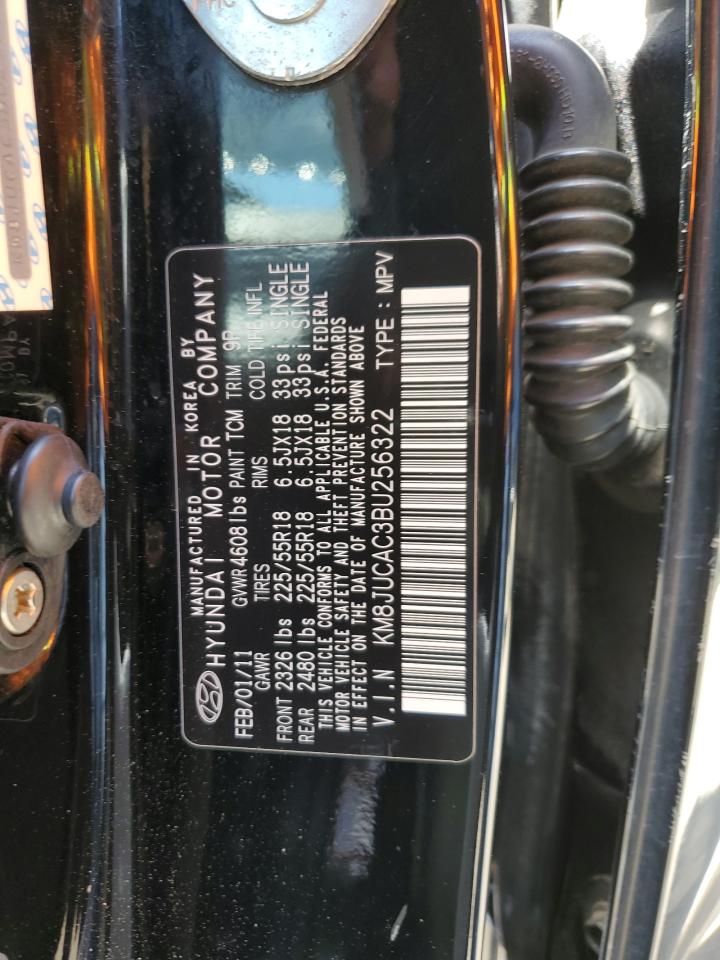 MANUFACTURED IN KOREA BY
HYUNDAI MOTOR COMPANY
FEB/01/11 GVWR 4608 lbs PAINT TCM TRIM 9P
GAWR TIRES RIMS COLD TIRE INFL
FRONT 2326 lbs 225/55R18 6.5JX18 33psi SINGLE
REAR 2480 lbs 225/55R18 6.5JX18 33psi SINGLE
THIS VEHICLE CONFORMS TO ALL APPLICABLE U.S.A. FEDERAL
MOTOR VEHICLE SAFETY AND THEFT PREVENTION STANDARDS
IN EFFECT ON THE DATE OF MANUFACTURE SHOWN ABOVE
V.I.N KM8JUCAC3BU256322 TYPE : MPV